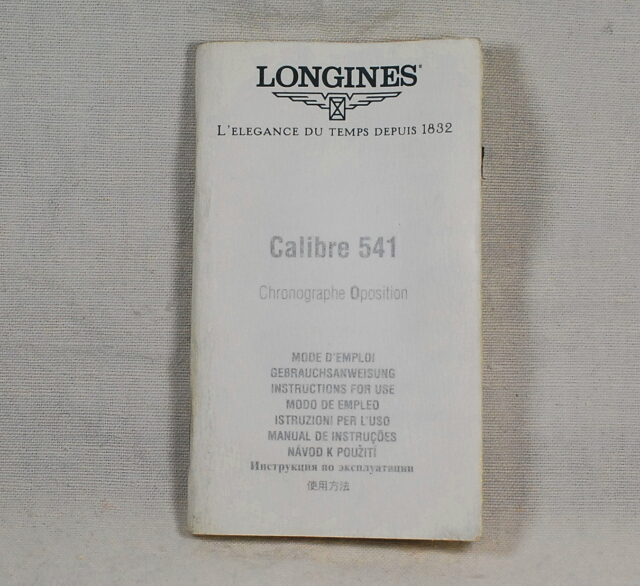 LONGINES®
L'ELEGANCE DU TEMPS DEPUIS 1832
Calibre 541
Chronographe Oposition
MODE D'EMPLOI
GEBRAUCHSANWEISUNG
INSTRUCTIONS FOR USE
MODO DE EMPLEO
ISTRUZIONI PER L'USO
MANUAL DE INSTRUÇÕES
NÁVOD K POUŽITÍ
Инструкция по эксплуатации
使用方法